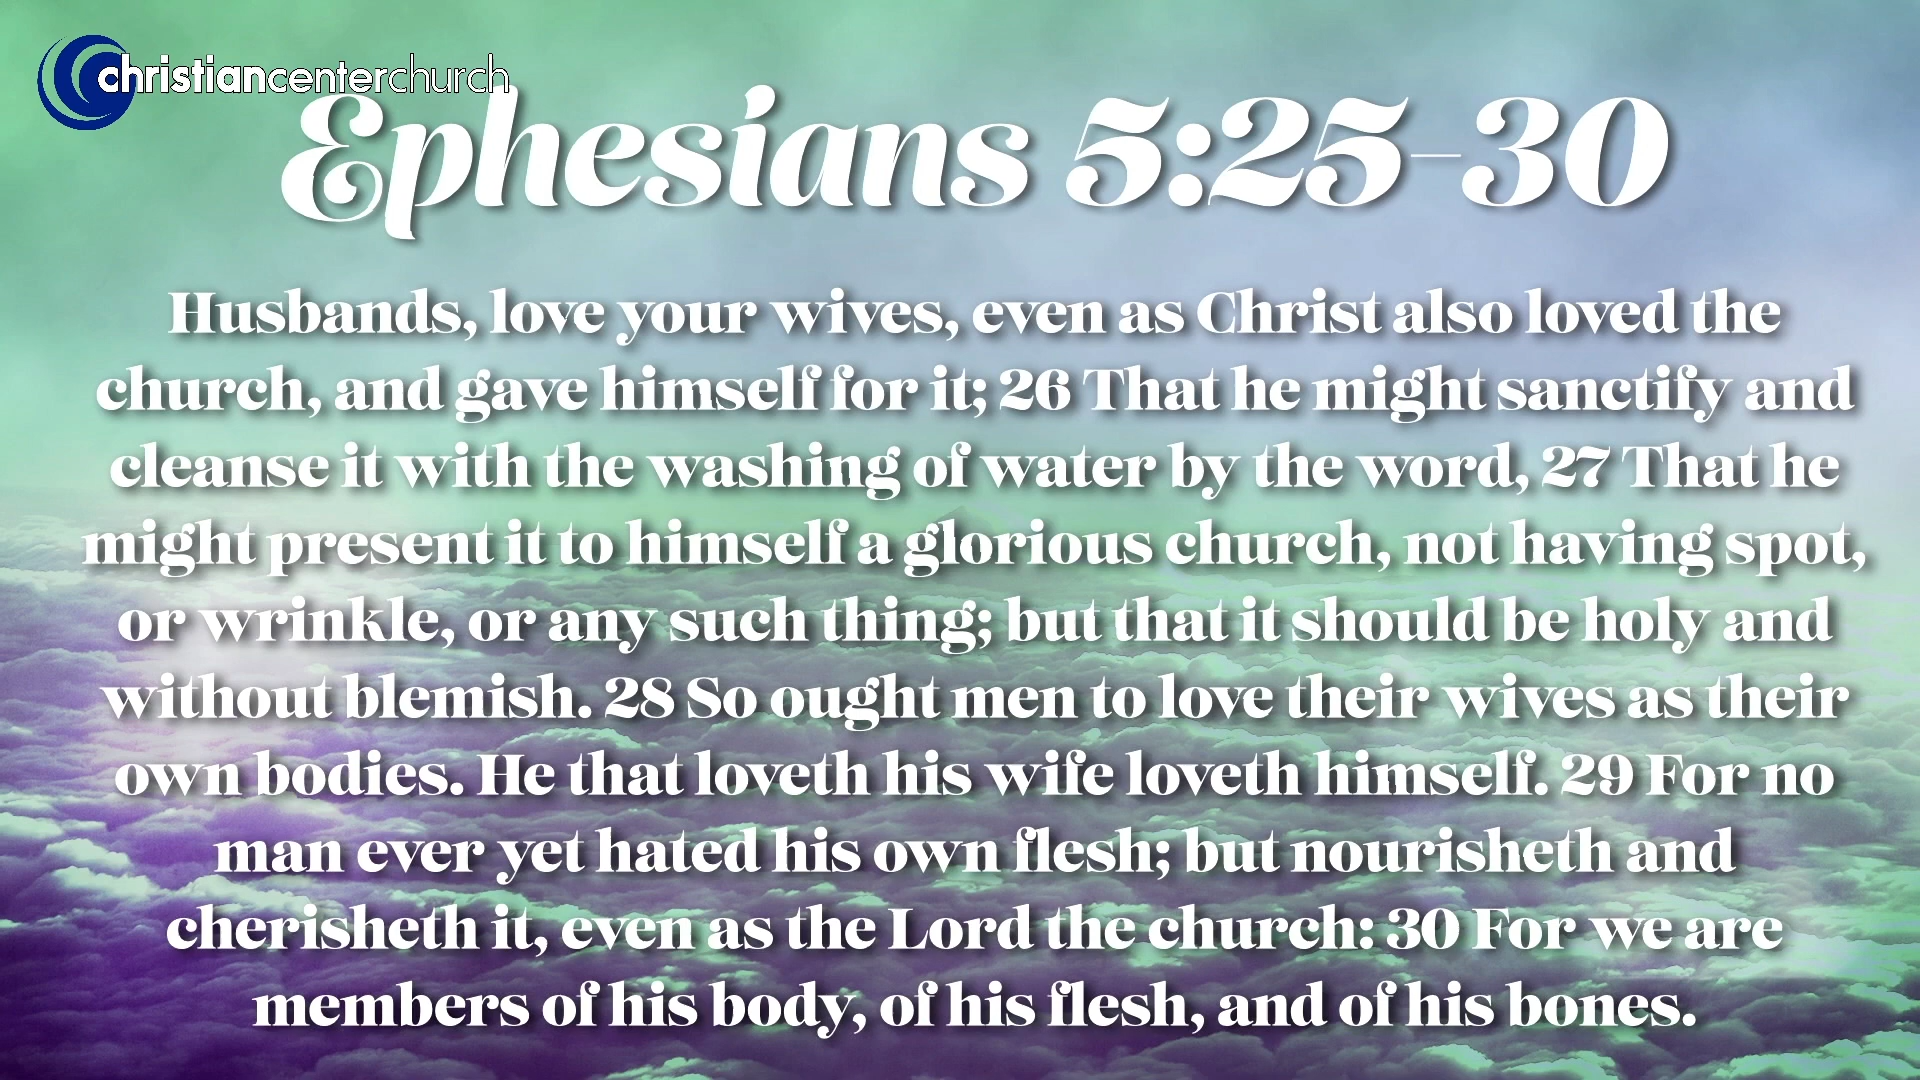 christiancenterchurch
Ephesians 5:25-30
Husbands, love your wives, even as Christ also loved the
church, and gave himself for it; 26 That he might sanctify and
cleanse it with the washing of water by the word, 27 That he
might present it to himself a glorious church, not having spot,
or wrinkle, or any such thing; but that it should be holy and
without blemish. 28 So ought men to love their wives as their
own bodies. He that loveth his wife loveth himself. 29 For no
man ever yet hated his own flesh; but nourisheth and
cherisheth it, even as the Lord the church: 30 For we are
members of his body, of his flesh, and of his bones.